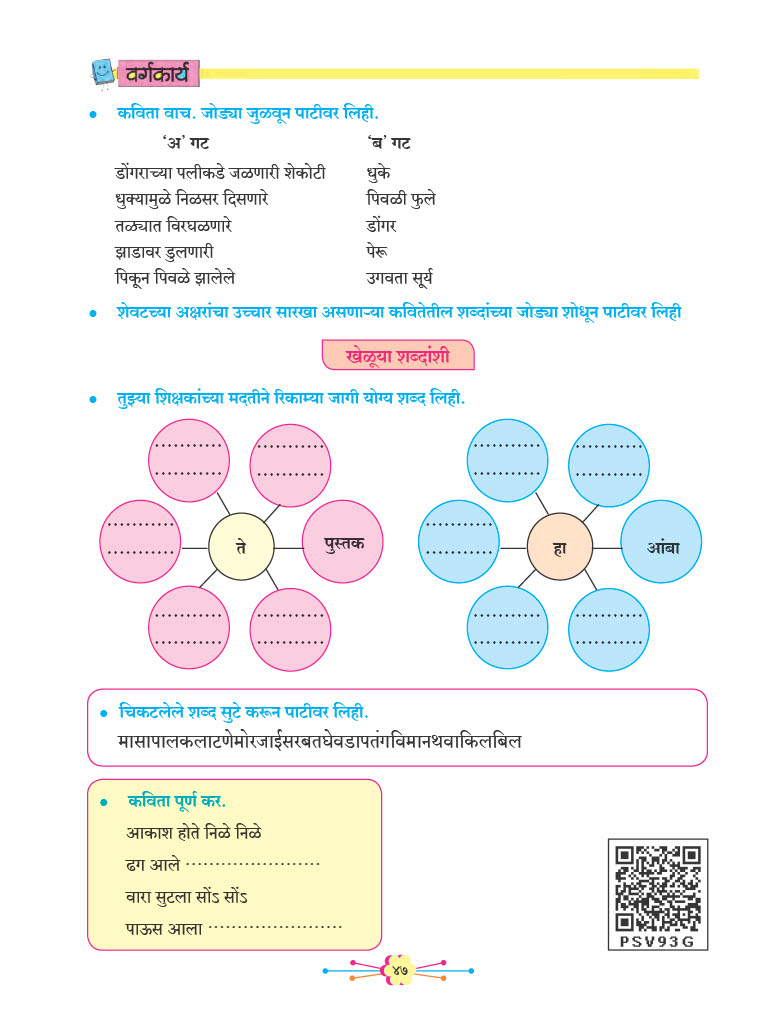 वर्गकार्य
• कविता वाच. जोड्या जुळवून पाटीवर लिही.
‘अ’ गट ‘ब’ गट
डोंगराच्या पलीकडे जळणारी शेकोटी धुके
धुक्यामुळे निळसर दिसणारे पिवळी फुले
तळ्यात विरघळणारे डोंगर
झाडावर डुलणारी पेरू
पिकून पिवळे झालेले उगवता सूर्य
• शेवटच्या अक्षरांचा उच्चार सारखा असणाऱ्या कवितेतील शब्दांच्या जोड्या शोधून पाटीवर लिही
खेळूया शब्दांशी
• तुझ्या शिक्षकांच्या मदतीने रिकाम्या जागी योग्य शब्द लिही.
ते पुस्तक हा आंबा
• चिकटलेले शब्द सुटे करून पाटीवर लिही.
मासापालकलाटणेमोरजाईसरबतघेवडापतंगविमानथवाकिलबिल
• कविता पूर्ण कर.
आकाश होते निळे निळे
ढग आले .......................
वारा सुटला सोंऽ सोंऽ
पाऊस आला .......................
PSV93G
४७